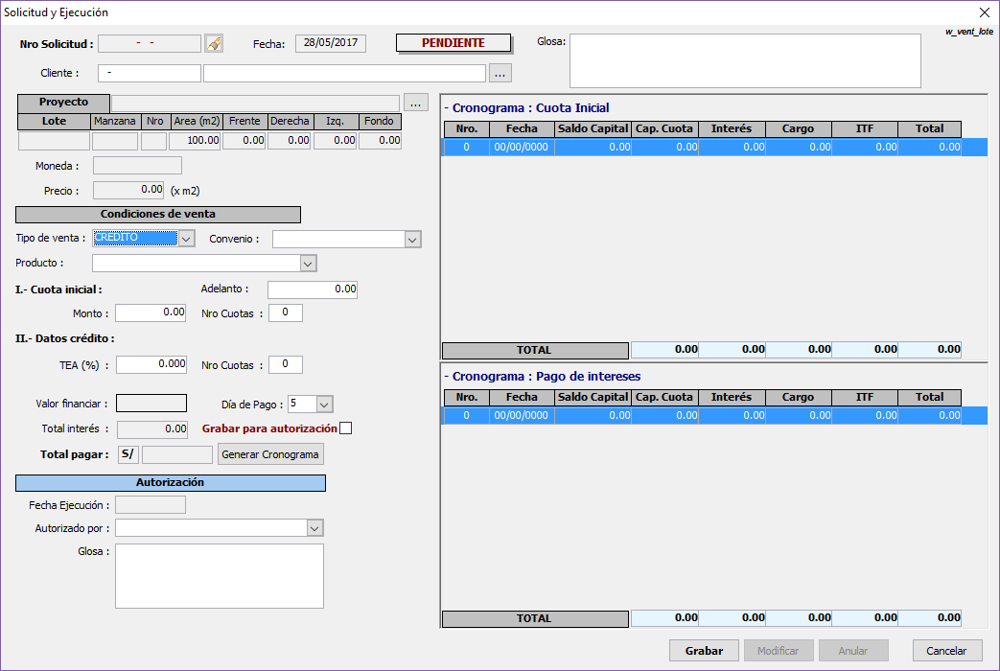 Solicitud y Ejecución
w_vent_lote
Nro Solicitud : - - Fecha: 28/05/2017 PENDIENTE Glosa:
Cliente : - ...
Proyecto ...
Lote Manzana Nro Area (m2) Frente Derecha Izq. Fondo
100.00 0.00 0.00 0.00 0.00
Moneda :
Precio : 0.00 (x m2)
Condiciones de venta
Tipo de venta : CREDITO Convenio :
Producto :
I.- Cuota inicial : Adelanto : 0.00
Monto : 0.00 Nro Cuotas : 0
II.- Datos crédito :
TEA (%) : 0.000 Nro Cuotas : 0
Valor financiar : Día de Pago : 5
Total interés : 0.00 Grabar para autorización
Total pagar : S/ Generar Cronograma
Autorización
Fecha Ejecución :
Autorizado por :
Glosa :
- Cronograma : Cuota Inicial
Nro. Fecha Saldo Capital Cap. Cuota Interés Cargo ITF Total
0 00/00/0000 0.00 0.00 0.00 0.00 0.00 0.00
TOTAL 0.00 0.00 0.00 0.00 0.00
- Cronograma : Pago de intereses
Nro. Fecha Saldo Capital Cap. Cuota Interés Cargo ITF Total
0 00/00/0000 0.00 0.00 0.00 0.00 0.00 0.00
TOTAL 0.00 0.00 0.00 0.00 0.00
Grabar Modificar Anular Cancelar